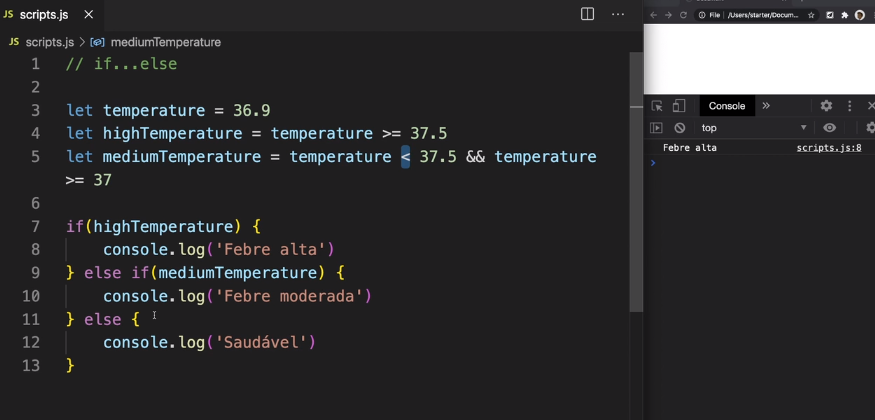 JS scripts.js ×
JS scripts.js > mediumTemperature
1 // if...else
2
3 let temperature = 36.9
4 let highTemperature = temperature >= 37.5
5 let mediumTemperature = temperature < 37.5 && temperature
>= 37
6
7 if(highTemperature) {
8 console.log('Febre alta')
9 } else if(mediumTemperature) {
10 console.log('Febre moderada')
11 } else {
12 console.log('Saudável')
13 }
File /Users/starter/Docum...
Console »
top
Febre alta scripts.js:8